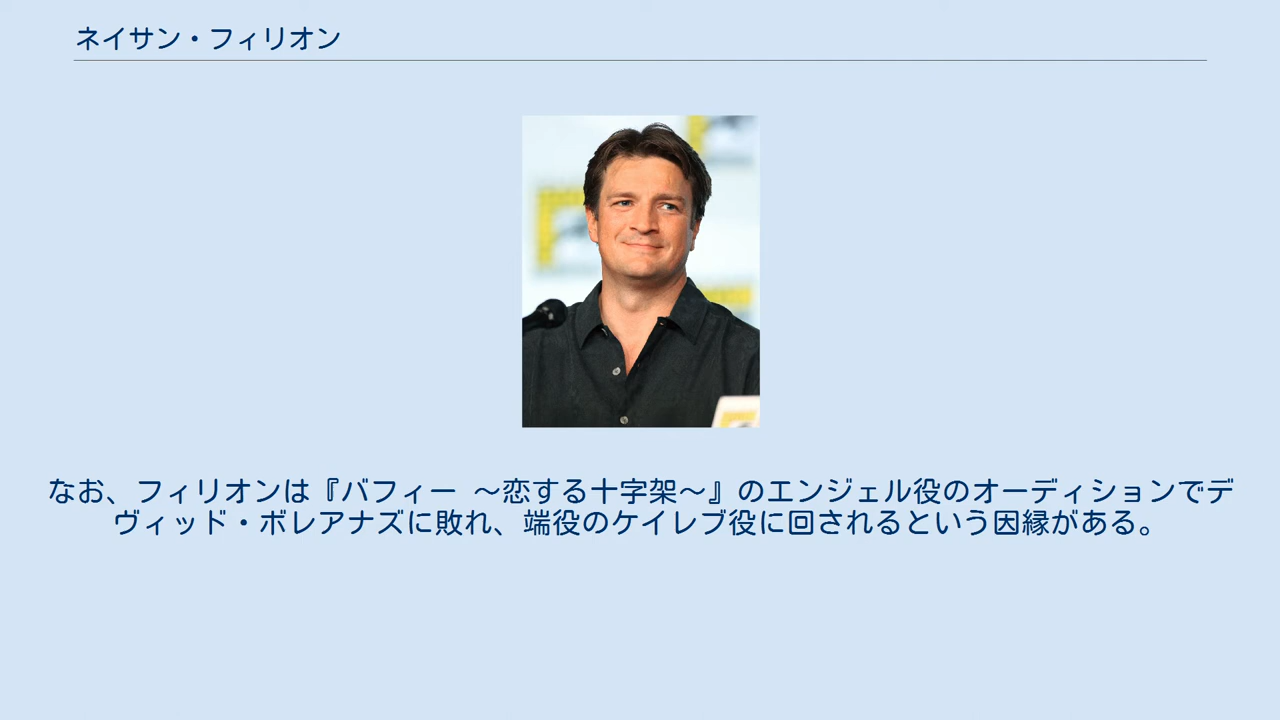 ネイサン・フィリオン
なお、フィリオンは『バフィー ～恋する十字架～』のエンジェル役のオーディションでデ
ヴィッド・ボレアナズに敗れ、端役のケイレブ役に回されるという因縁がある。